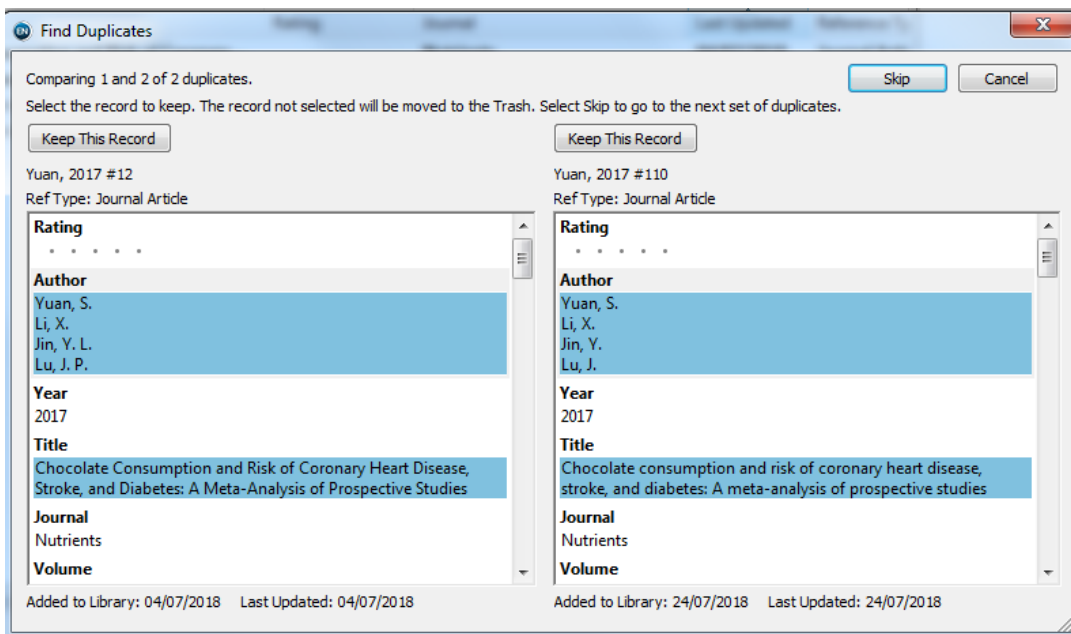 EN Find Duplicates
Comparing 1 and 2 of 2 duplicates.
Skip
Cancel
Select the record to keep. The record not selected will be moved to the Trash. Select Skip to go to the next set of duplicates.
Keep This Record
Yuan, 2017 #12
Ref Type: Journal Article
Rating
Author
Yuan, S.
Li, X.
Jin, Y. L.
Lu, J. P.
Year
2017
Title
Chocolate Consumption and Risk of Coronary Heart Disease,
Stroke, and Diabetes: A Meta-Analysis of Prospective Studies
Journal
Nutrients
Volume
Added to Library: 04/07/2018 Last Updated: 04/07/2018
Keep This Record
Yuan, 2017 #110
Ref Type: Journal Article
Rating
Author
Yuan, S.
Li, X.
Jin, Y.
Lu, J.
Year
2017
Title
Chocolate consumption and risk of coronary heart disease,
stroke, and diabetes: A meta-analysis of prospective studies
Journal
Nutrients
Volume
Added to Library: 24/07/2018 Last Updated: 24/07/2018